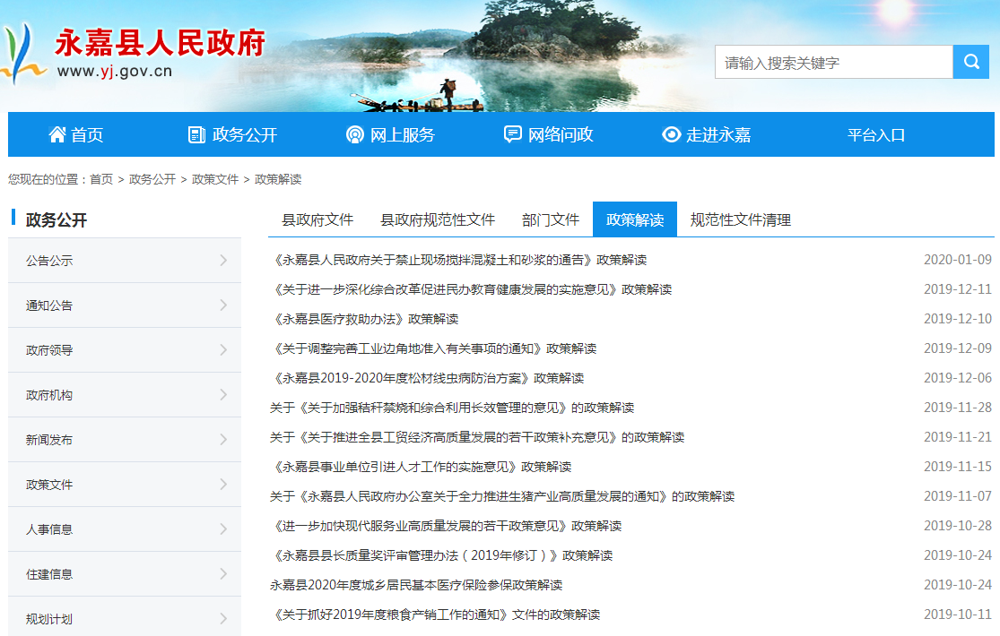 永嘉县人民政府
www.yj.gov.cn
请输入搜索关键字
首页 政务公开 网上服务 网络问政 走进永嘉 平台入口
您现在的位置：首页 > 政务公开 > 政策文件 > 政策解读
政务公开
公告公示
通知公告
政府领导
政府机构
新闻发布
政策文件
人事信息
住建信息
规划计划
县政府文件 县政府规范性文件 部门文件 政策解读 规范性文件清理
《永嘉县人民政府关于禁止现场搅拌混凝土和砂浆的通告》政策解读 2020-01-09
《关于进一步深化综合改革促进民办教育健康发展的实施意见》政策解读 2019-12-11
《永嘉县医疗救助办法》政策解读 2019-12-10
《关于调整完善工业边角地准入有关事项的通知》政策解读 2019-12-09
《永嘉县2019-2020年度松材线虫病防治方案》政策解读 2019-12-06
关于《关于加强秸秆禁烧和综合利用长效管理的意见》的政策解读 2019-11-28
关于《关于推进全县工贸经济高质量发展的若干政策补充意见》的政策解读 2019-11-21
《永嘉县事业单位引进人才工作的实施意见》政策解读 2019-11-15
关于《永嘉县人民政府办公室关于全力推进生猪产业高质量发展的通知》的政策解读 2019-11-07
《进一步加快现代服务业高质量发展的若干政策意见》政策解读 2019-10-28
《永嘉县县长质量奖评审管理办法（2019年修订）》政策解读 2019-10-24
永嘉县2020年度城乡居民基本医疗保险参保政策解读 2019-10-24
《关于抓好2019年度粮食产销工作的通知》文件的政策解读 2019-10-11